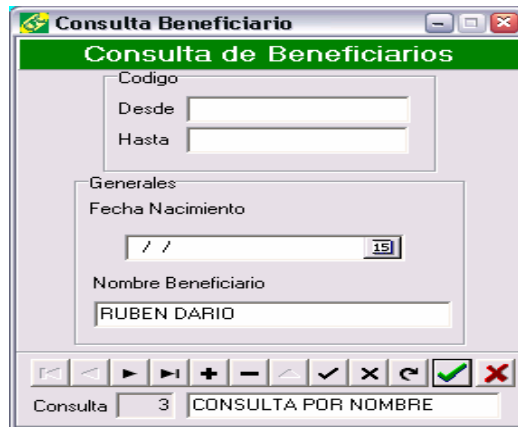 Consulta Beneficiario
Consulta de Beneficiarios
Codigo
Desde
Hasta
Generales
Fecha Nacimiento
/ /
15
Nombre Beneficiario
RUBEN DARIO
Consulta 3 CONSULTA POR NOMBRE